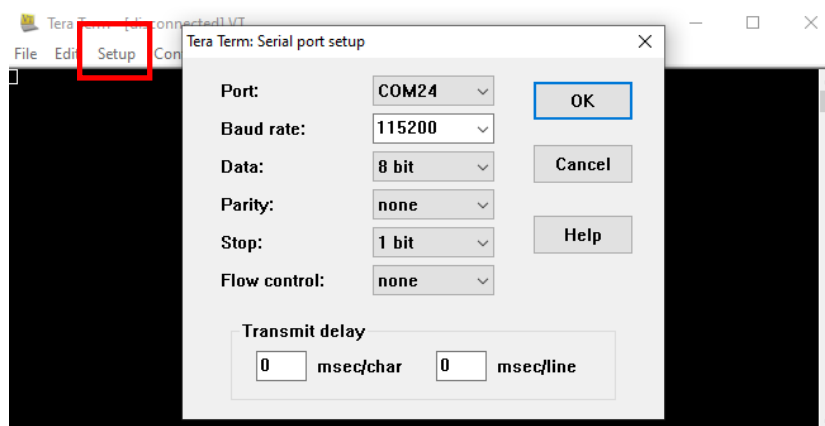 Tera Term - [disconnected] VT
File Edit Setup Con
Tera Term: Serial port setup
Port: COM24
OK
Baud rate: 115200
Data: 8 bit
Cancel
Parity: none
Stop: 1 bit
Help
Flow control: none
Transmit delay
0 msec/char 0 msec/line